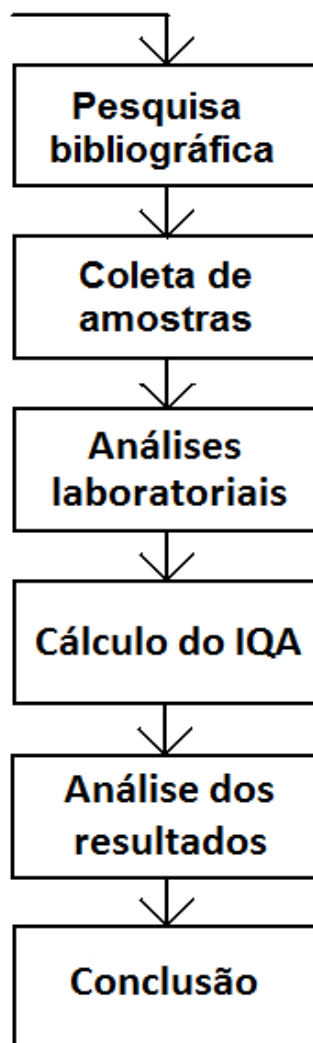 Pesquisa
bibliográfica
Coleta de
amostras
Análises
laboratoriais
Cálculo do IQA
Análise dos
resultados
Conclusão